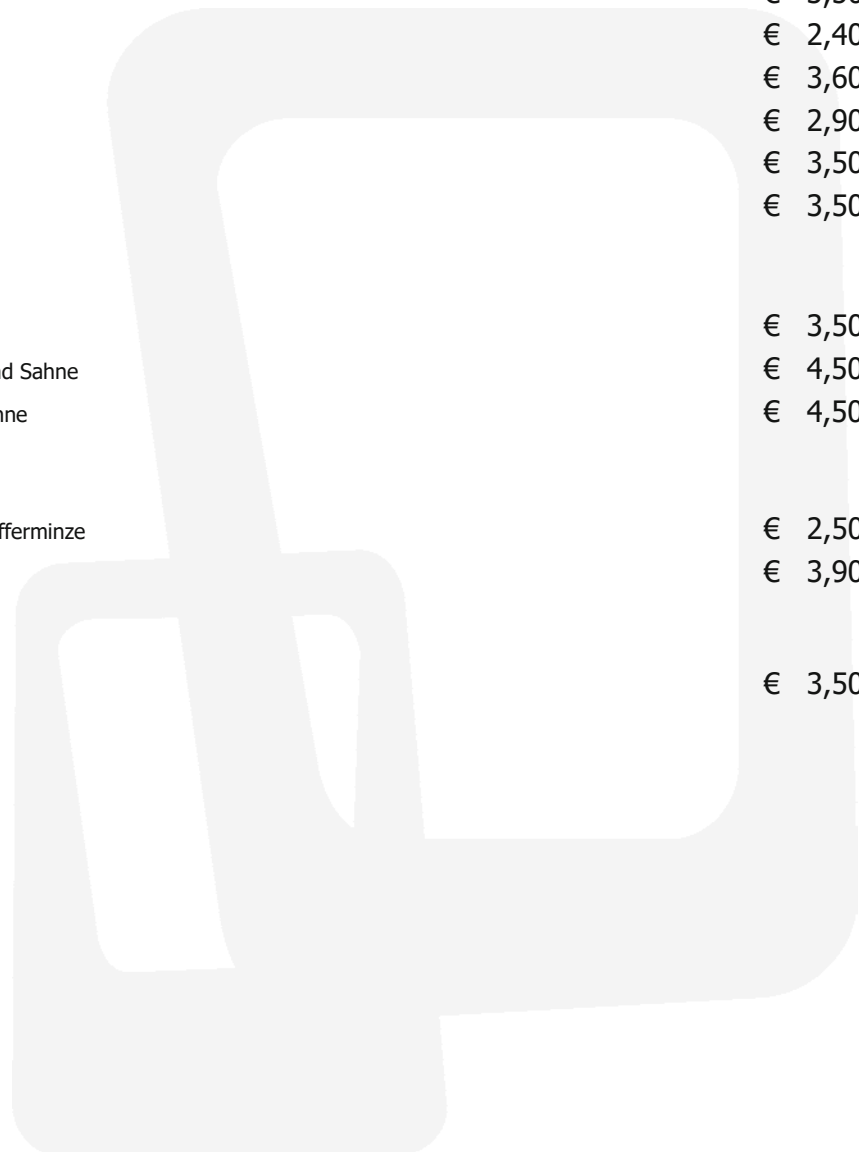 € 2,40
€ 3,60
€ 2,90
€ 3,50
€ 3,50
€ 3,50
d Sahne € 4,50
nne € 4,50
fferminze € 2,50
€ 3,90
€ 3,50